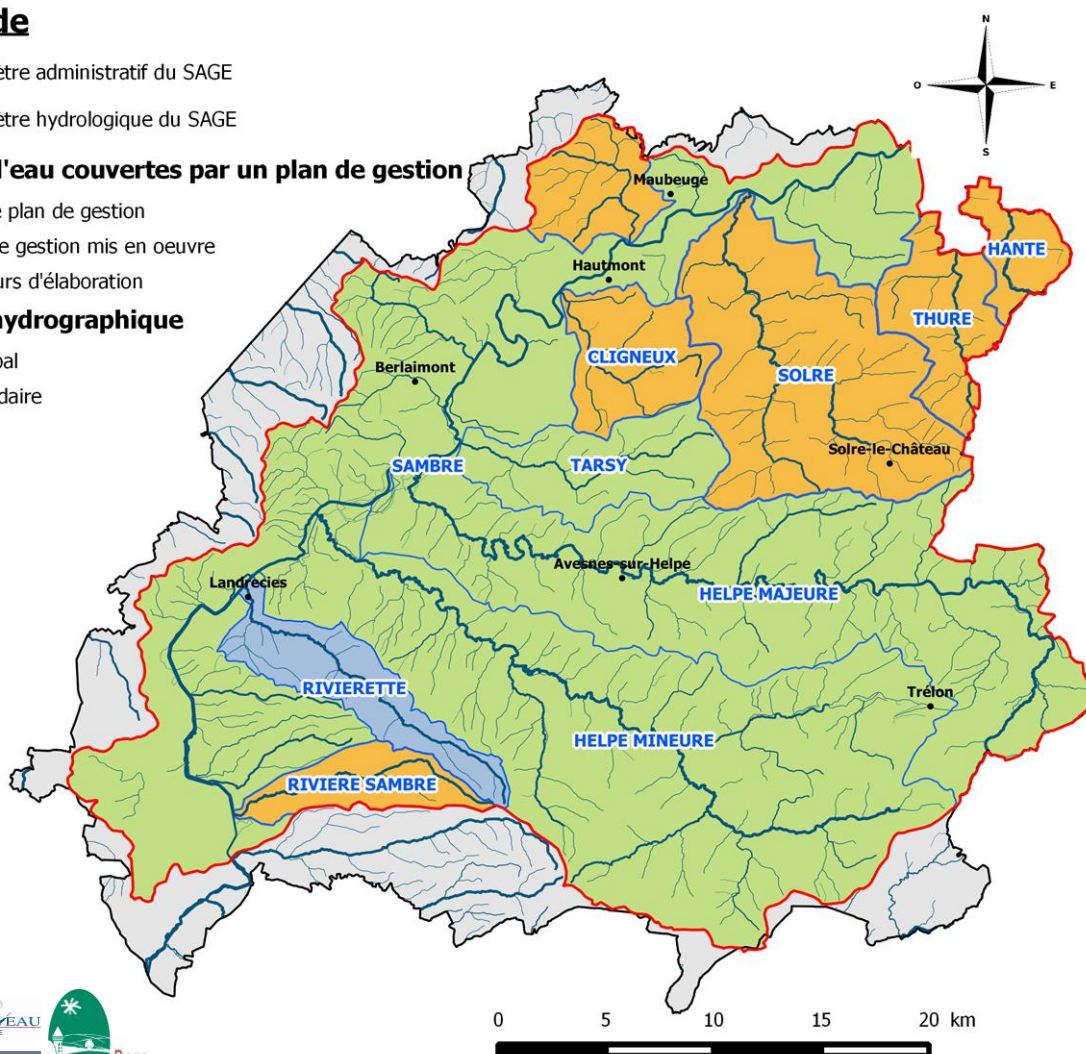 de
ètre administratif du SAGE
ètre hydrologique du SAGE
l'eau couvertes par un plan de gestion
e plan de gestion
e gestion mis en oeuvre
urs d'élaboration
hydrographique
pal
daire
N
O
E
S
Maubeuge
HANTE
Hautmont
THURE
CLIGNEUX
SOLRE
Berlaimont
Solre-le-Château
SAMBRE
TARSY
Avesnes-sur-Helpe
Landrecies
HELPE MAJEURE
RIVIERETTE
Trélon
HELPE MINEURE
RIVIERE SAMBRE
0 5 10 15 20 km
EAU